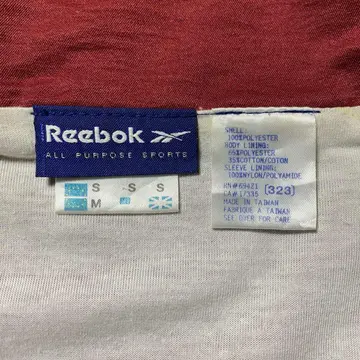 Reebok
ALL PURPOSE SPORTS
S S S
M
SHELL:
100%POLYESTER
BODY LINING:
65%POLYESTER
35%COTTON/COTON
SLEEVE LINING:
100%NYLON/POLYAMIDE
RN#69421 [323]
CA#17335
MADE IN TAIWAN
FABRIQUE A TAIWAN
SEE OVER FOR CARE